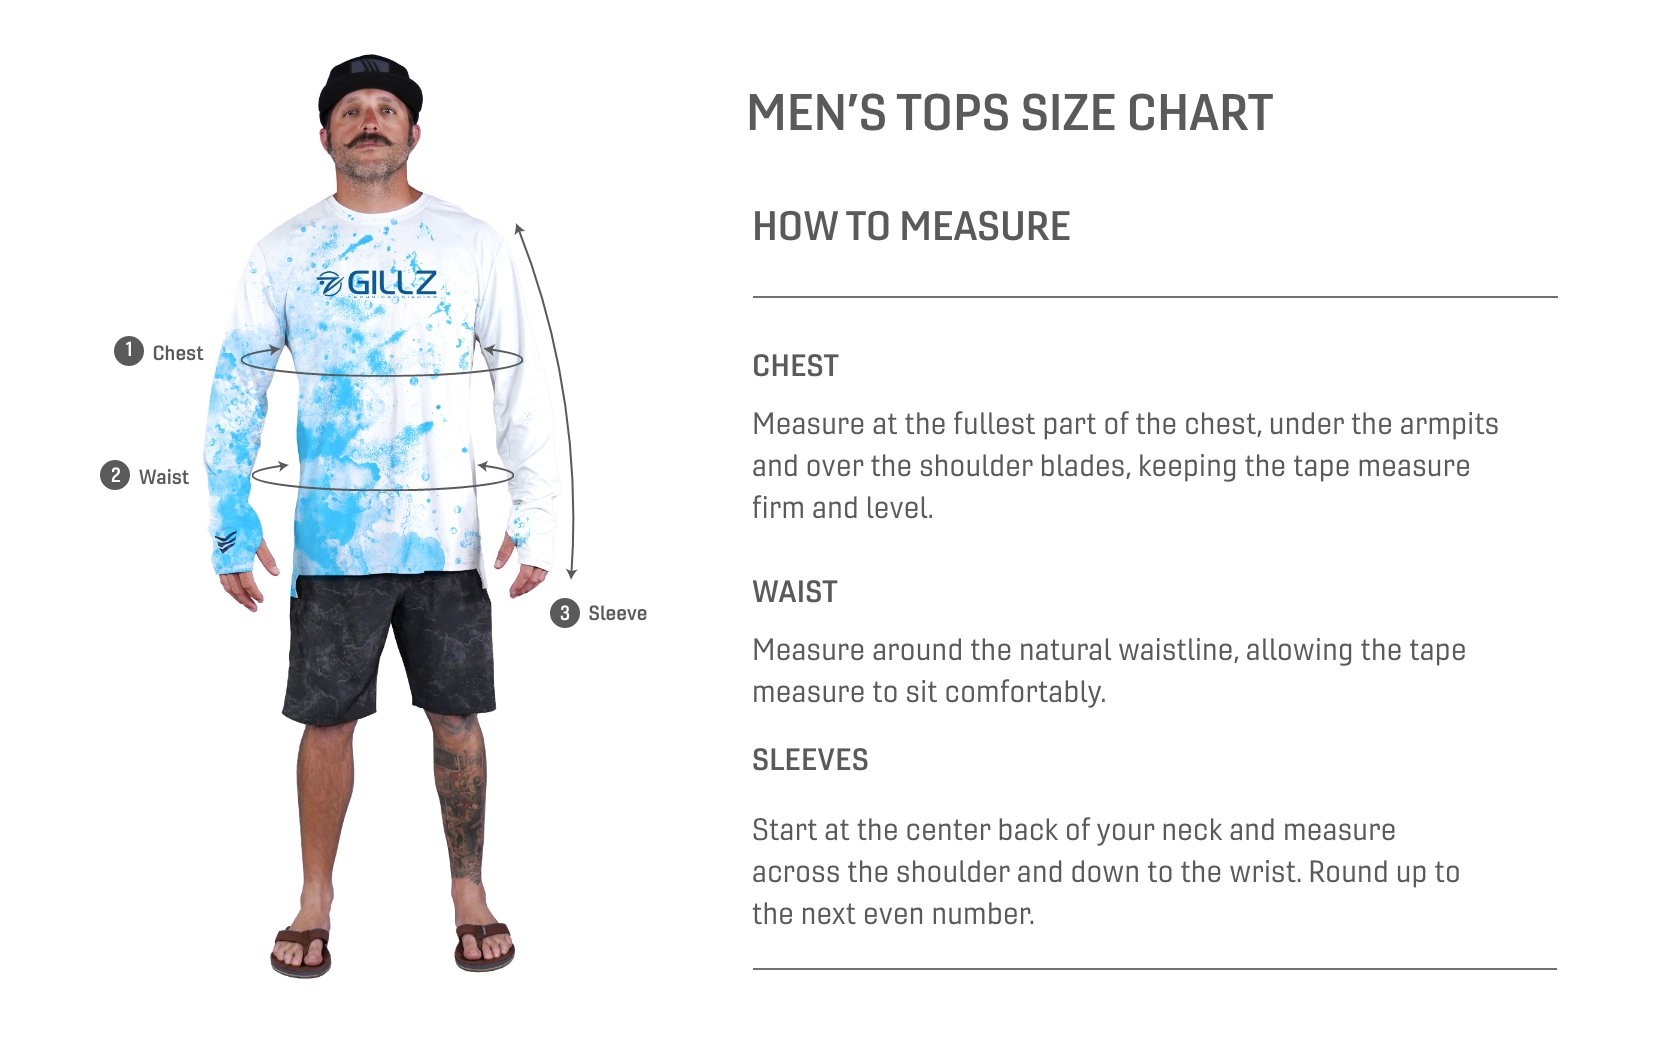 MEN'S TOPS SIZE CHART
HOW TO MEASURE
GILLZ
1 Chest
2 Waist
3 Sleeve
CHEST
Measure at the fullest part of the chest, under the armpits
and over the shoulder blades, keeping the tape measure
firm and level.
WAIST
Measure around the natural waistline, allowing the tape
measure to sit comfortably.
SLEEVES
Start at the center back of your neck and measure
across the shoulder and down to the wrist. Round up to
the next even number.